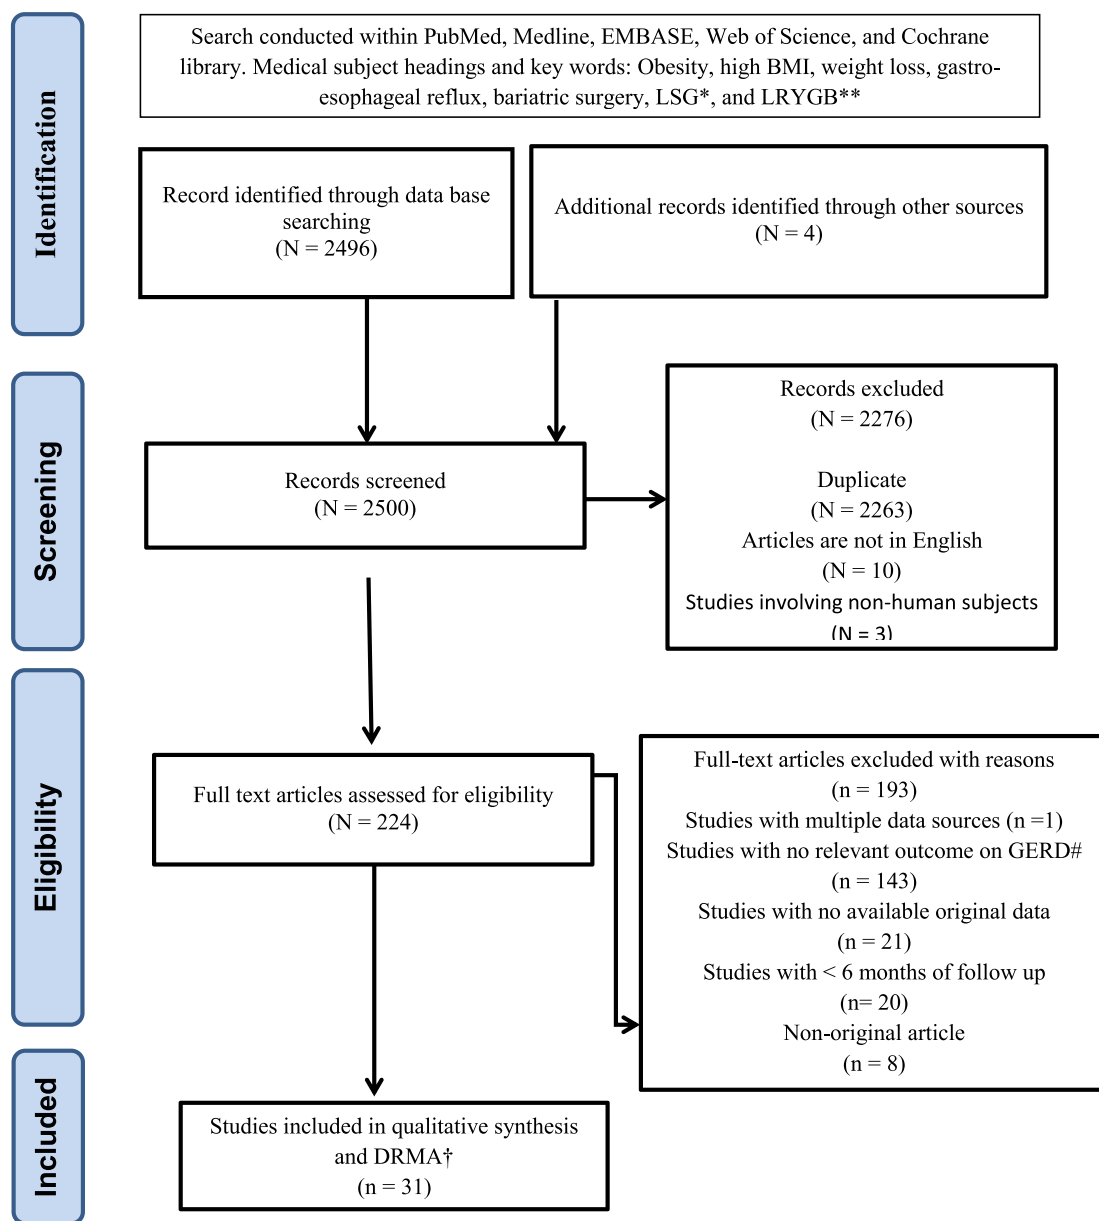 Identification
Search conducted within PubMed, Medline, EMBASE, Web of Science, and Cochrane
library. Medical subject headings and key words: Obesity, high BMI, weight loss, gastro-
esophageal reflux, bariatric surgery, LSG*, and LRYGB**
Record identified through data base
searching
(N = 2496)
Additional records identified through other sources
(N = 4)
Screening
Records screened
(N = 2500)
Records excluded
(N = 2276)
Duplicate
(N = 2263)
Articles are not in English
(N = 10)
Studies involving non-human subjects
(N = 3)
Eligibility
Full text articles assessed for eligibility
(N = 224)
Full-text articles excluded with reasons
(n = 193)
Studies with multiple data sources (n =1)
Studies with no relevant outcome on GERD#
(n = 143)
Studies with no available original data
(n = 21)
Studies with < 6 months of follow up
(n= 20)
Non-original article
(n = 8)
Included
Studies included in qualitative synthesis
and DRMA†
(n = 31)